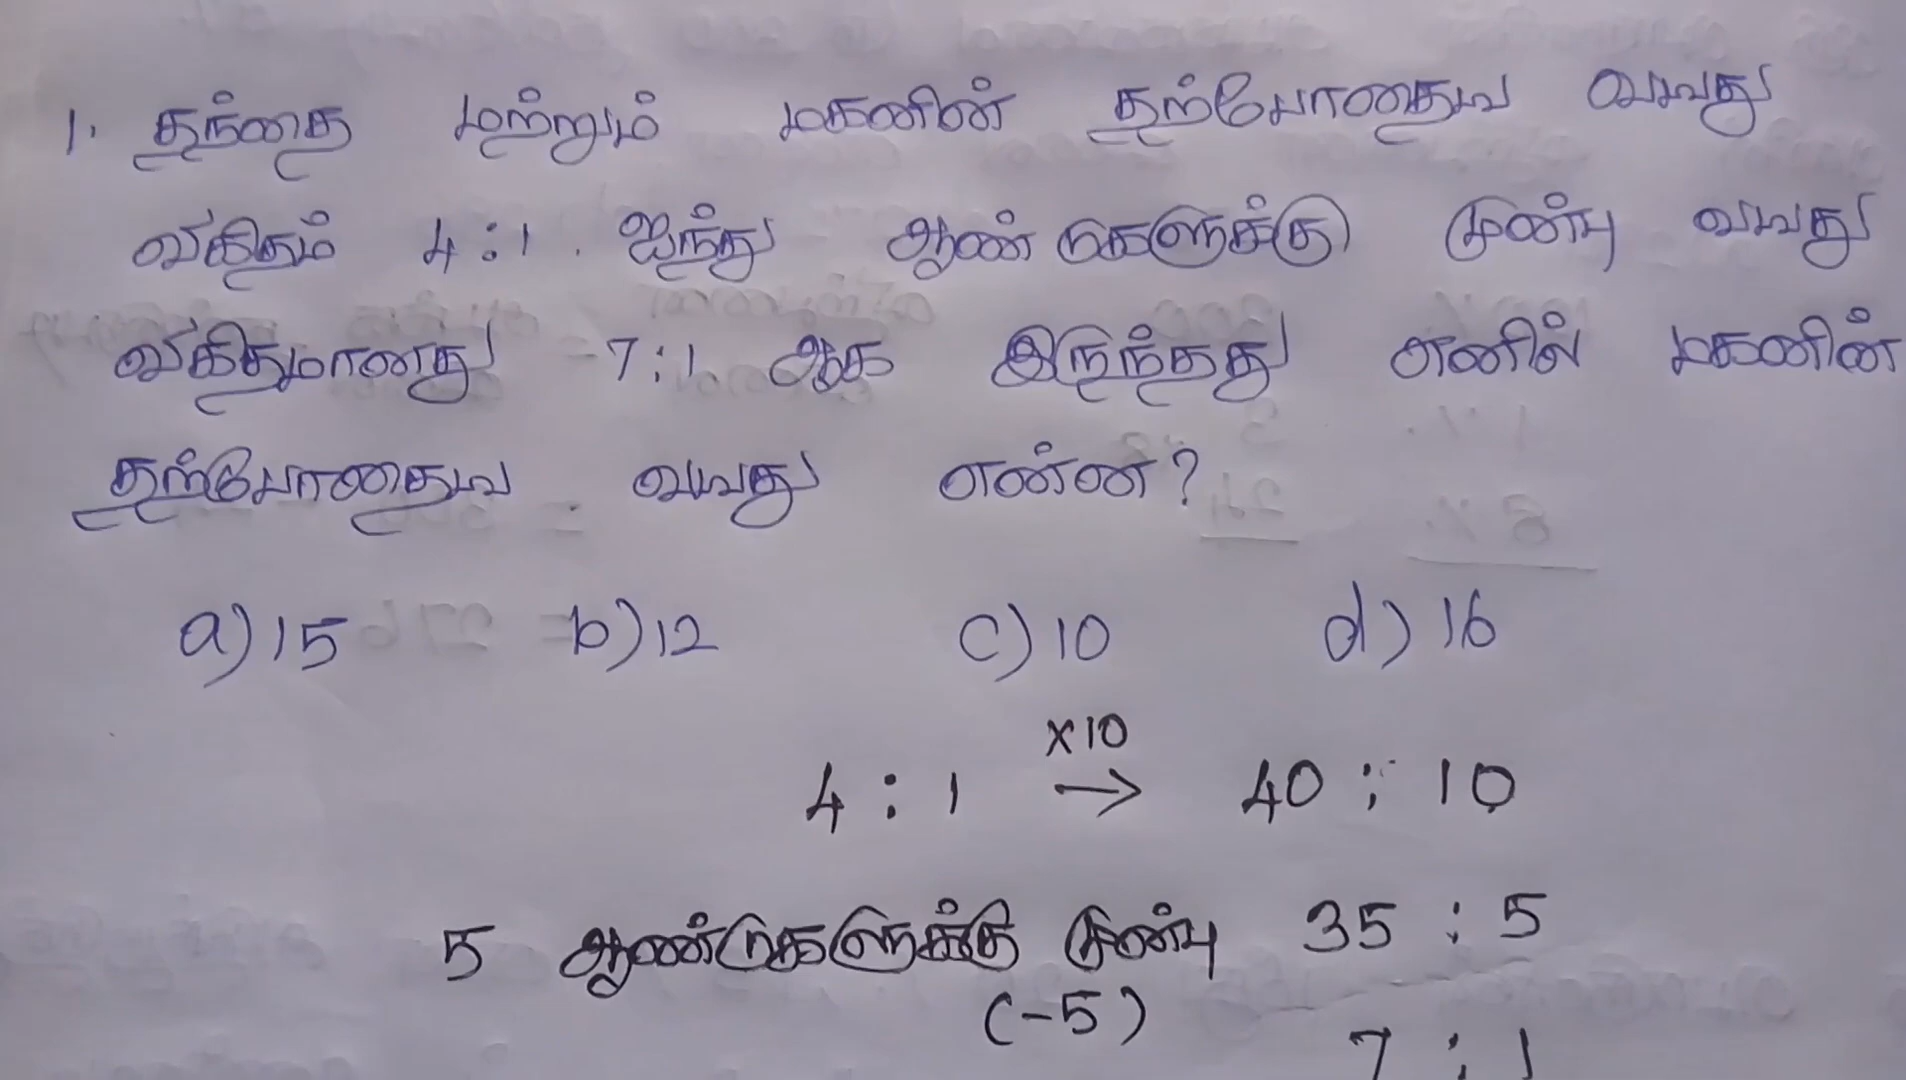 1. தந்தை மற்றும் மகனின் தற்போதைய வயது
விகிதம் 4:1. ஐந்து ஆண்டுகளுக்கு முன்பு வயது
விகிதமானது 7:1 ஆக இருந்தது எனில் மகனின்
தற்போதைய வயது என்ன?
a) 15 b) 12 c) 10 d) 16
×10
4 : 1 → 40 : 10
5 ஆண்டுகளுக்கு முன்பு 35 : 5
(-5)
7 : 1